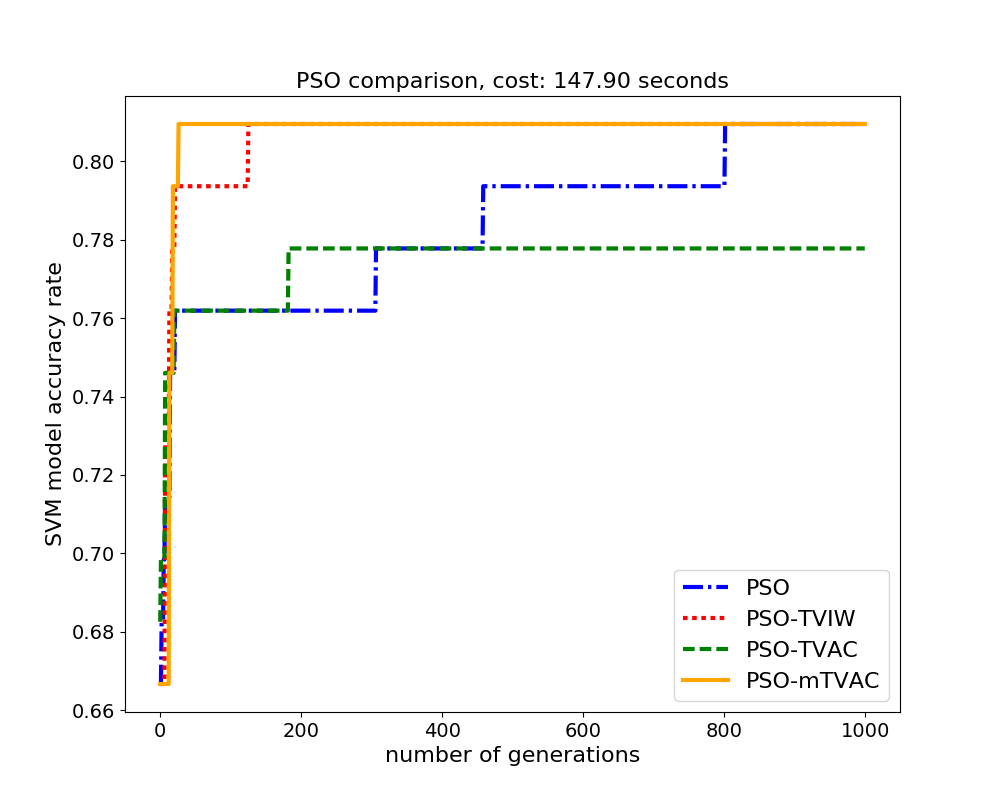 PSO comparison, cost: 147.90 seconds
SVM model accuracy rate
0.80
0.78
0.76
0.74
0.72
0.70
0.68
0.66
0 200 400 600 800 1000
number of generations
PSO
PSO-TVIW
PSO-TVAC
PSO-mTVAC